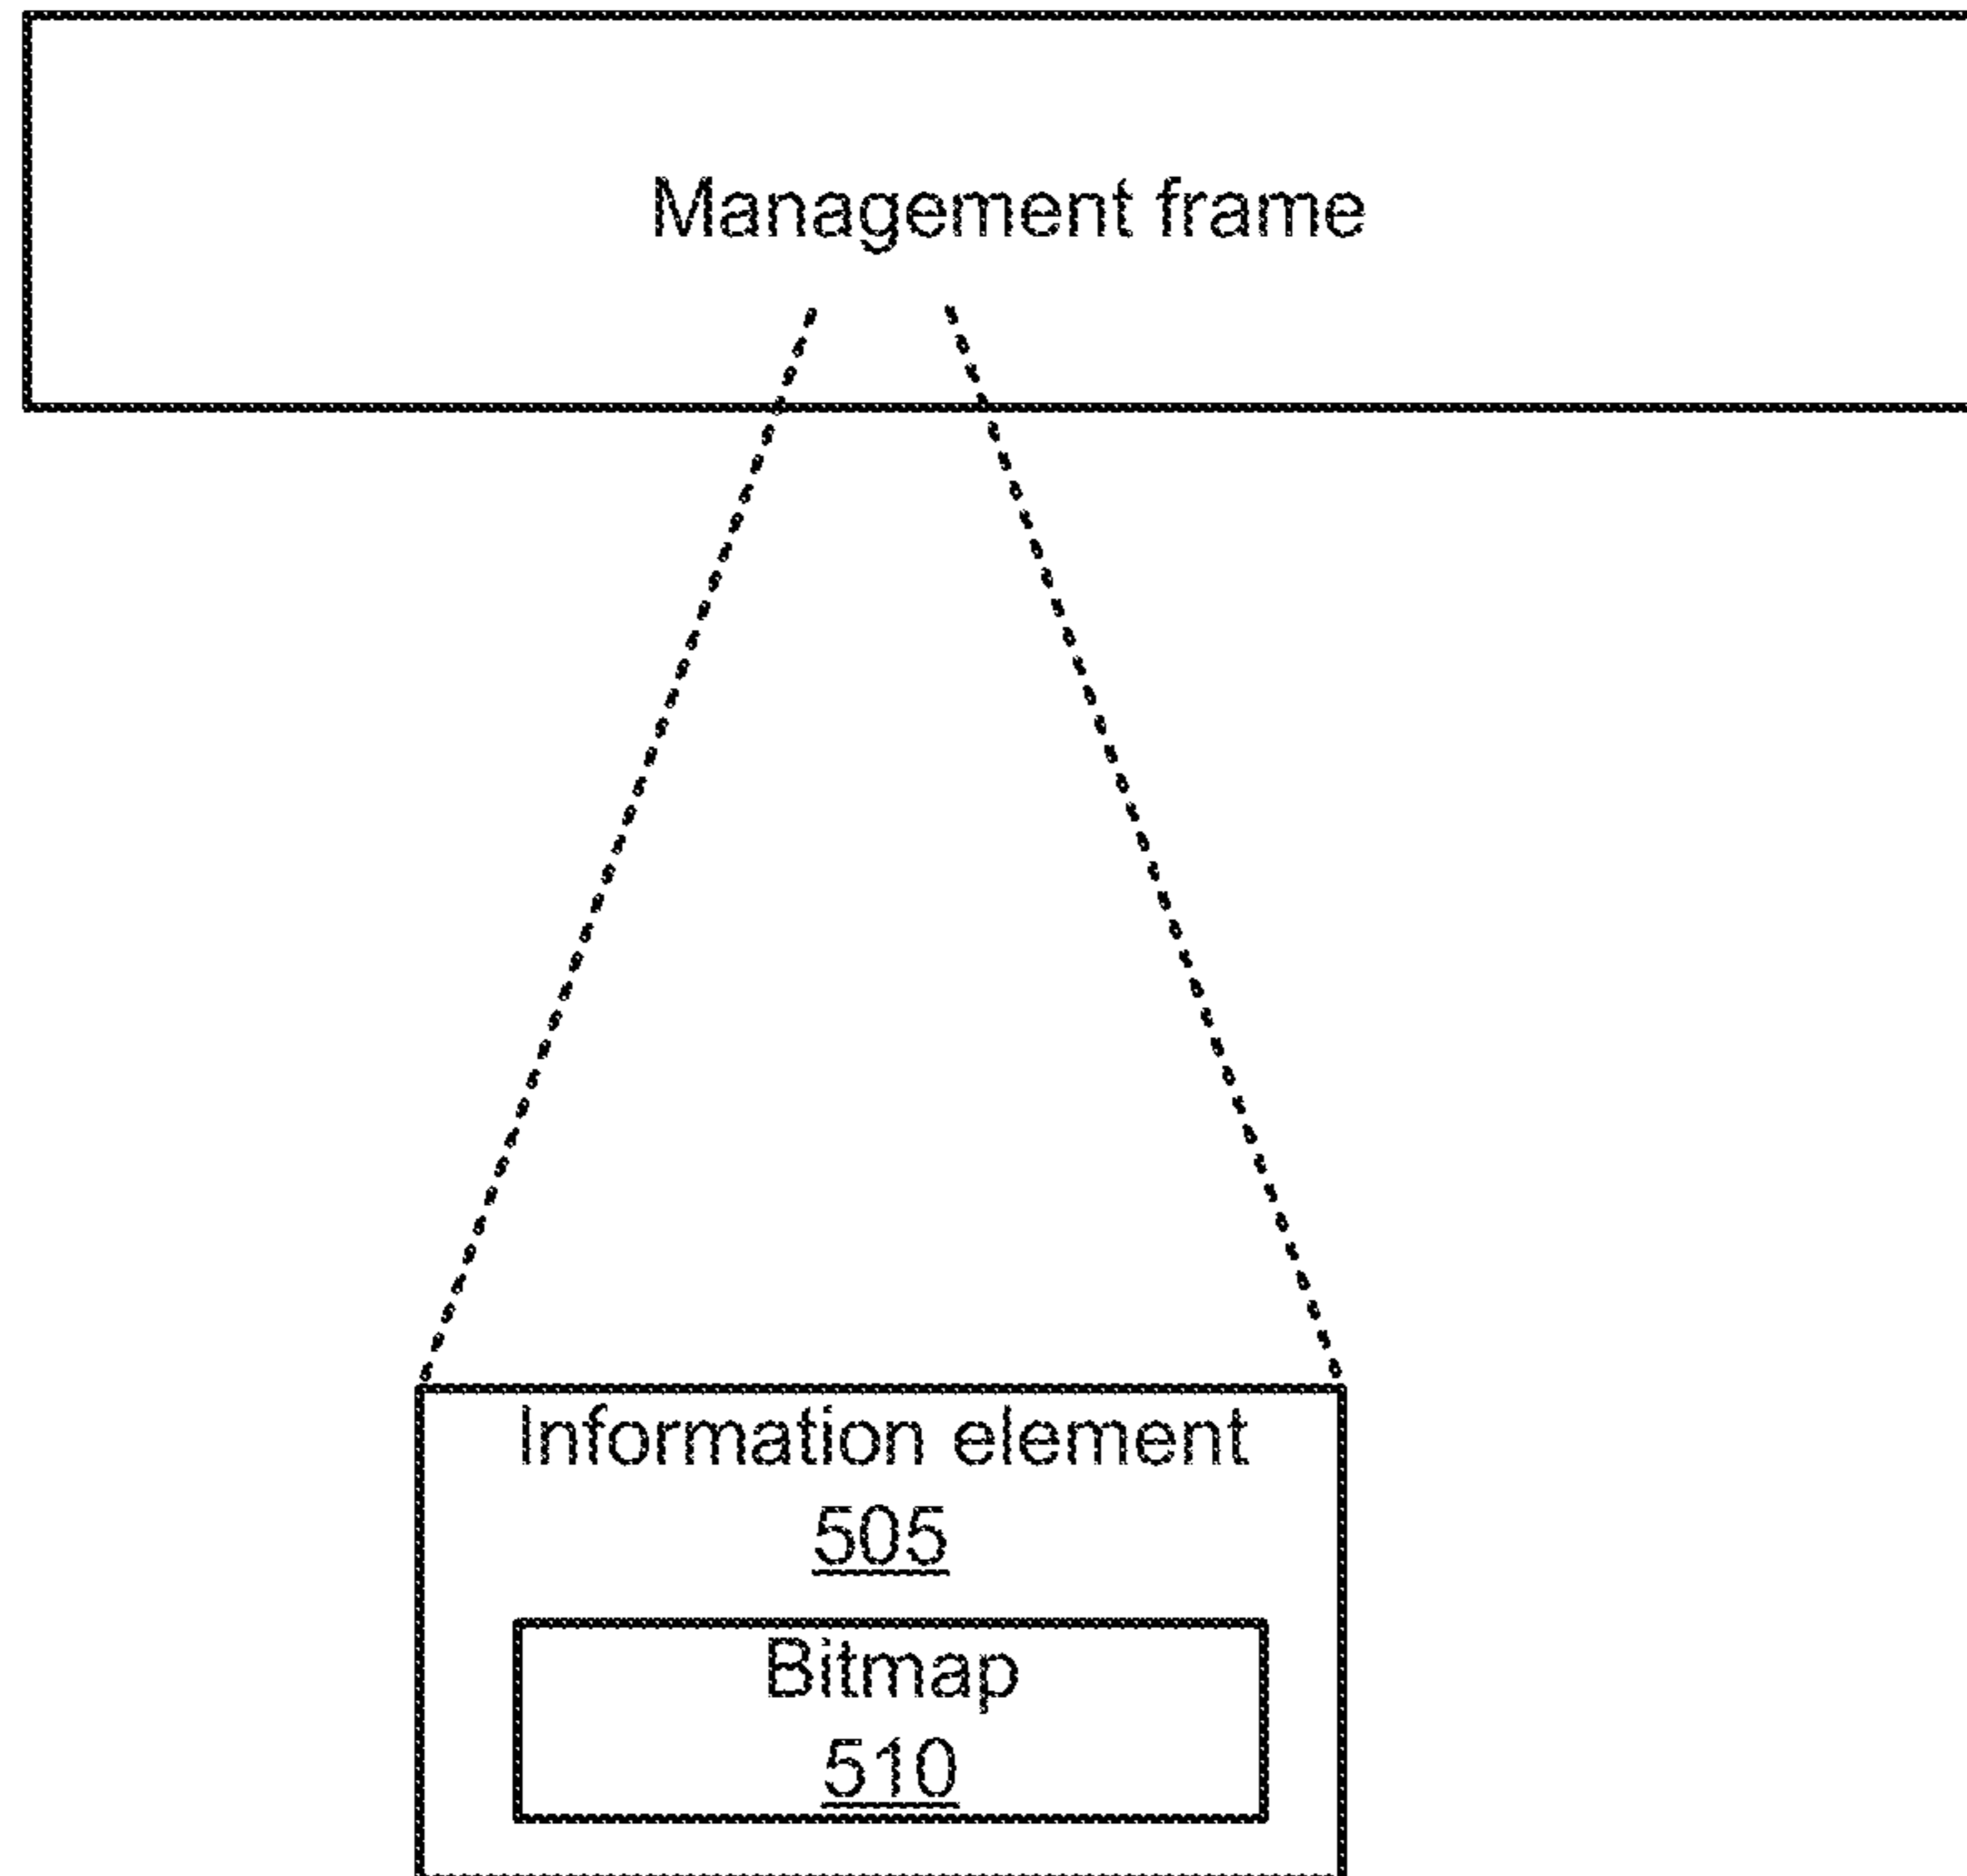 Management frame
Information element
505
Bitmap
510